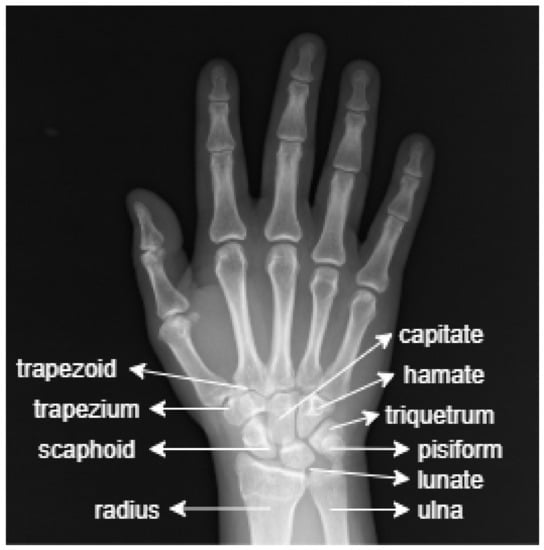 capitate
trapezoid
hamate
trapezium
triquetrum
scaphoid
pisiform
lunate
radius
ulna